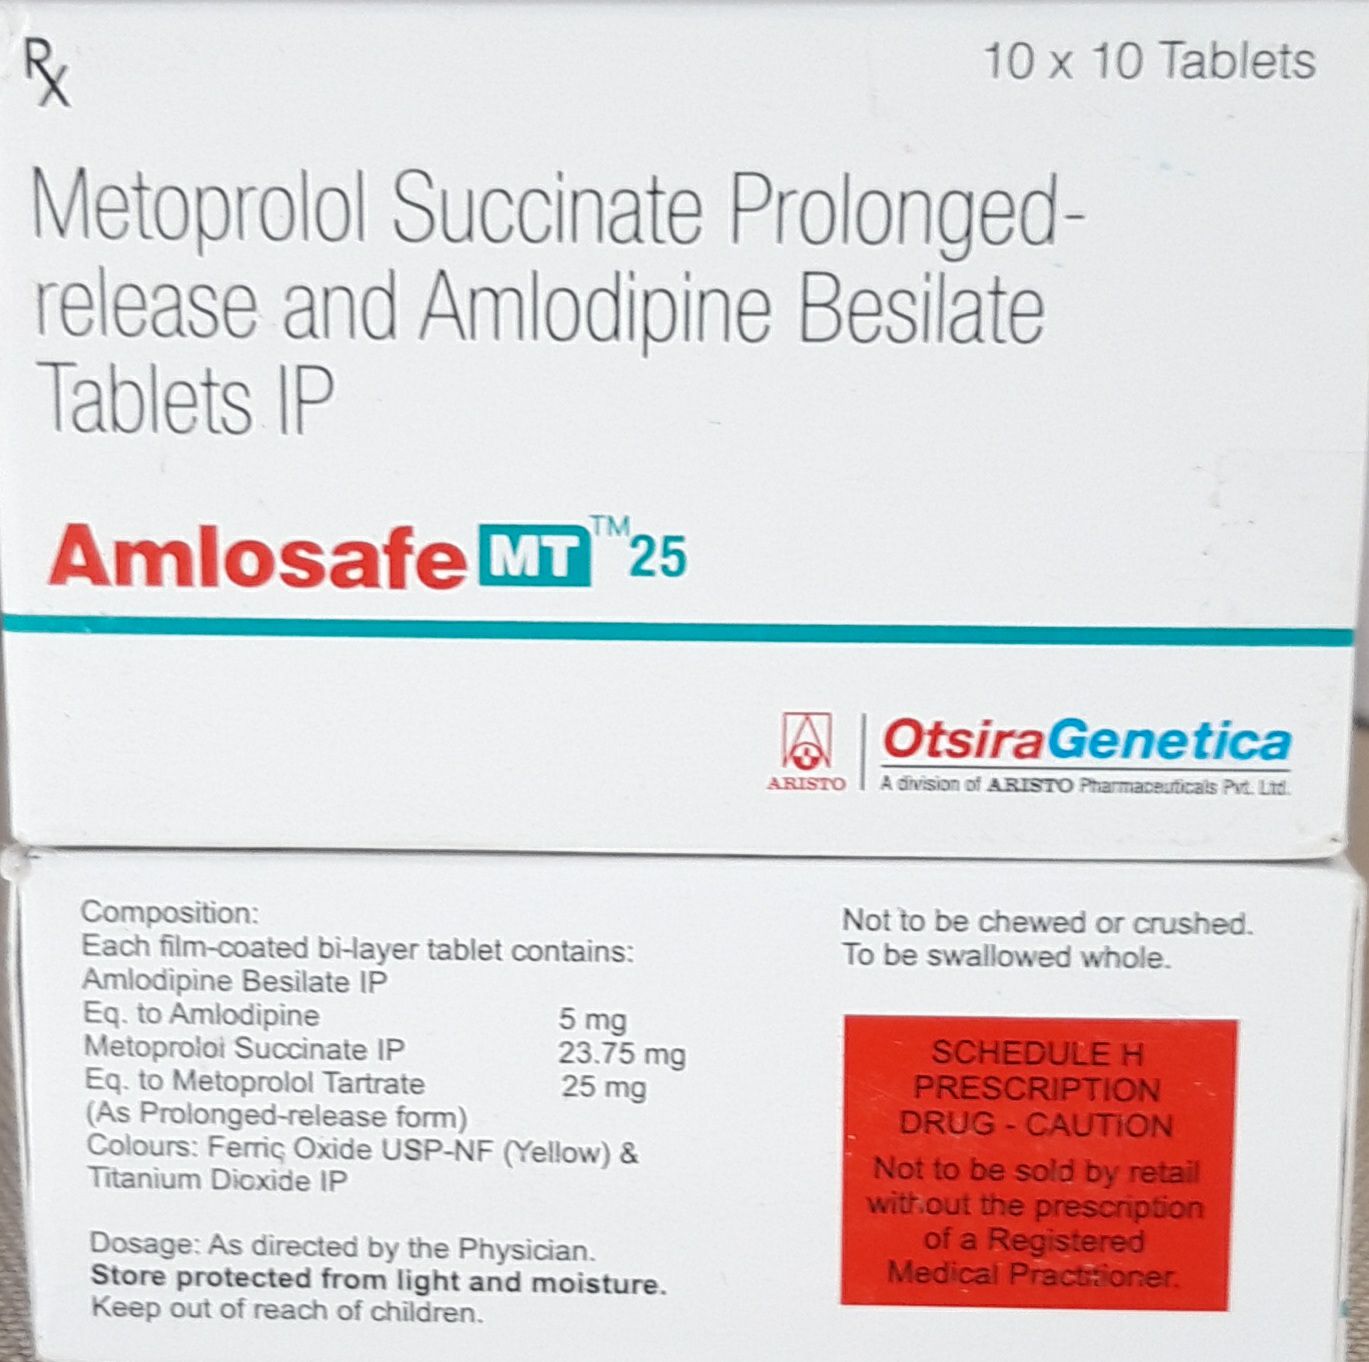 Rx
10 x 10 Tablets
Metoprolol Succinate Prolonged-
release and Amlodipine Besilate
Tablets IP
Amlosafe MT™ 25
ARISTO
OtsiraGenetica
A division of ARISTO Pharmaceuticals Pvt. Ltd.
Composition:
Each film-coated bi-layer tablet contains:
Amlodipine Besilate IP
Eq. to Amlodipine 5 mg
Metoprolol Succinate IP 23.75 mg
Eq. to Metoprolol Tartrate 25 mg
(As Prolonged-release form)
Colours: Ferric Oxide USP-NF (Yellow) &
Titanium Dioxide IP
Dosage: As directed by the Physician.
Store protected from light and moisture.
Keep out of reach of children.
Not to be chewed or crushed.
To be swallowed whole.
SCHEDULE H
PRESCRIPTION
DRUG - CAUTION
Not to be sold by retail
without the prescription
of a Registered
Medical Practitioner.